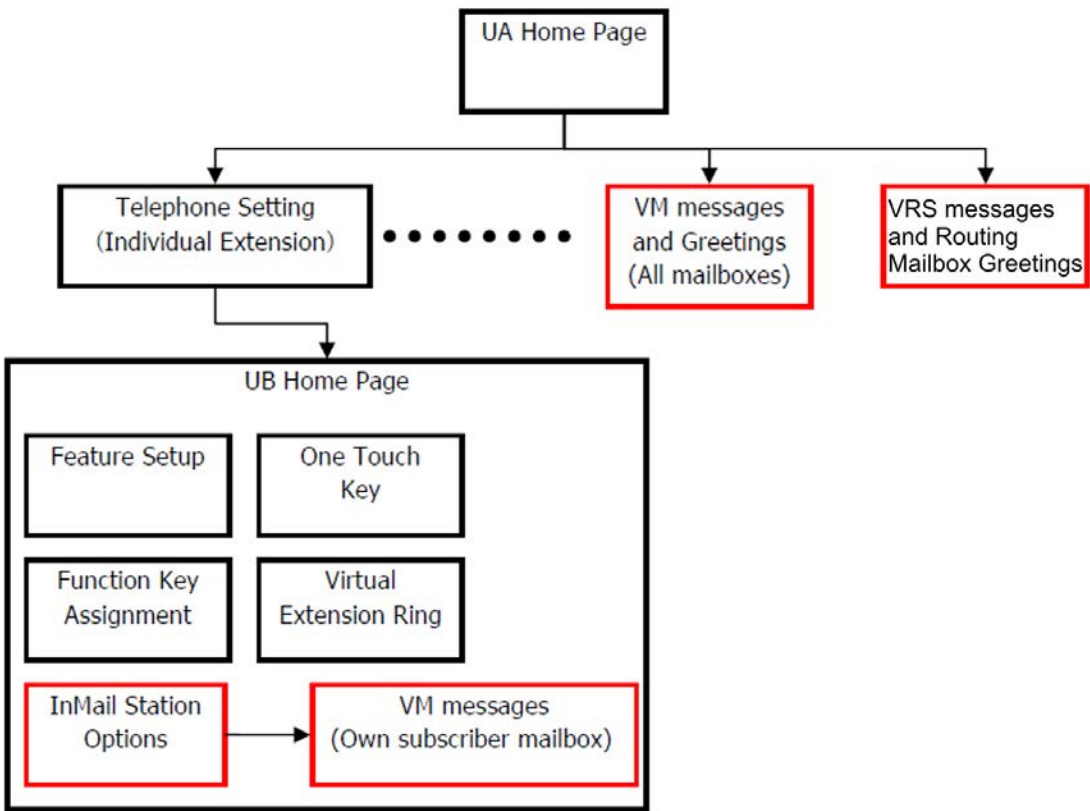 UA Home Page
Telephone Setting
(Individual Extension)
VM messages
and Greetings
(All mailboxes)
VRS messages
and Routing
Mailbox Greetings
UB Home Page
Feature Setup
One Touch
Key
Function Key
Assignment
Virtual
Extension Ring
InMail Station
Options
VM messages
(Own subscriber mailbox)